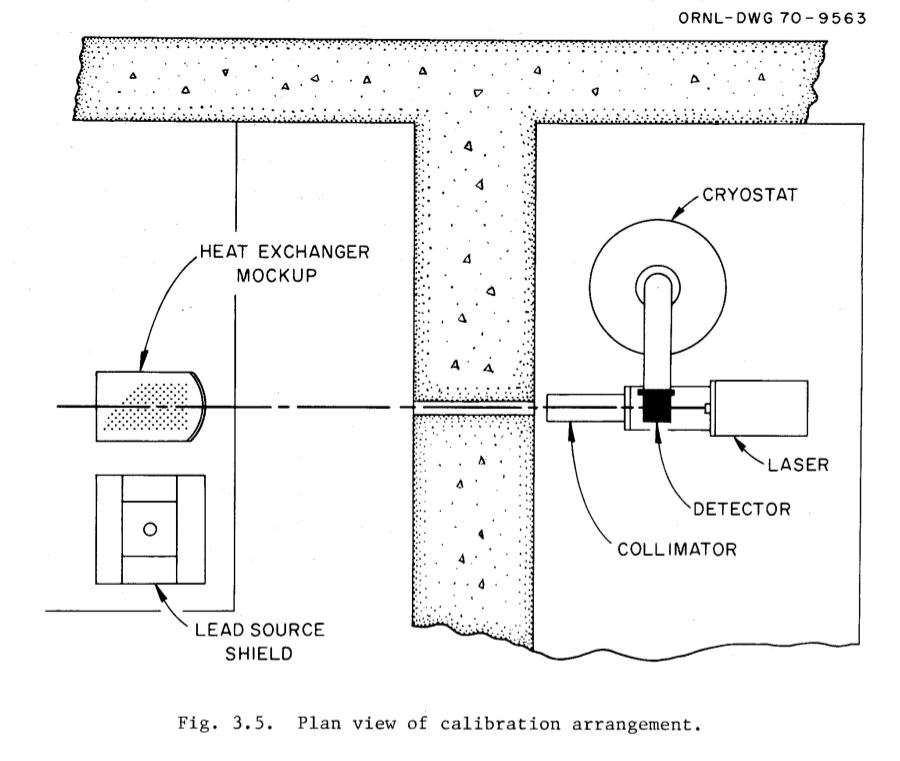 ORNL-DWG 70-9563
CRYOSTAT
HEAT EXCHANGER
MOCKUP
LASER
DETECTOR
COLLIMATOR
LEAD SOURCE
SHIELD
Fig. 3.5. Plan view of calibration arrangement.